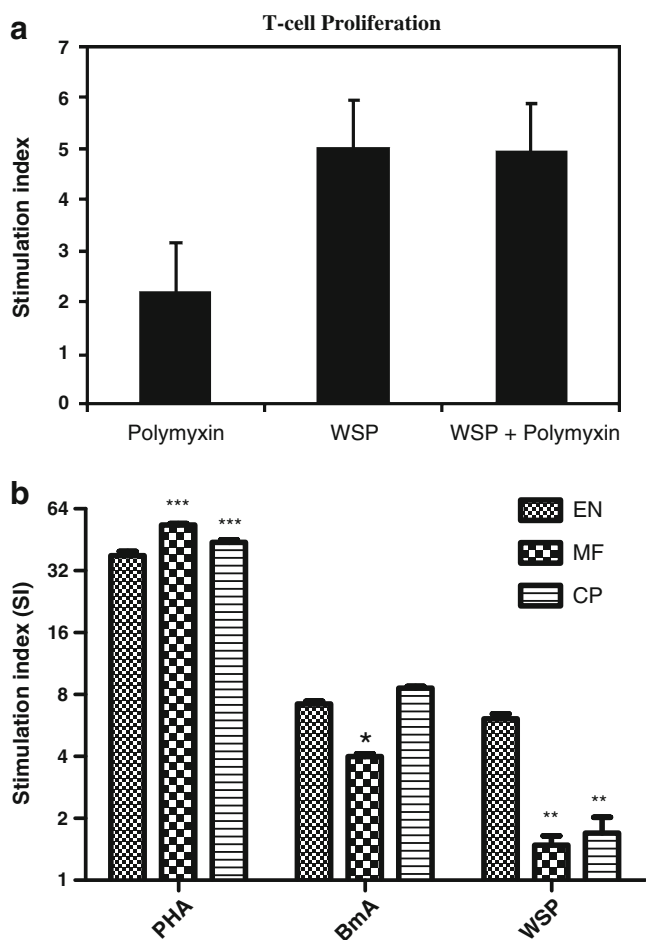 a
T-cell Proliferation
Stimulation index
7
6
5
4
3
2
1
0
Polymyxin
WSP
WSP + Polymyxin
b
Stimulation index (SI)
64
32
16
8
4
2
1
***
***
*
**
**
EN
MF
CP
PHA
BmA
WSP